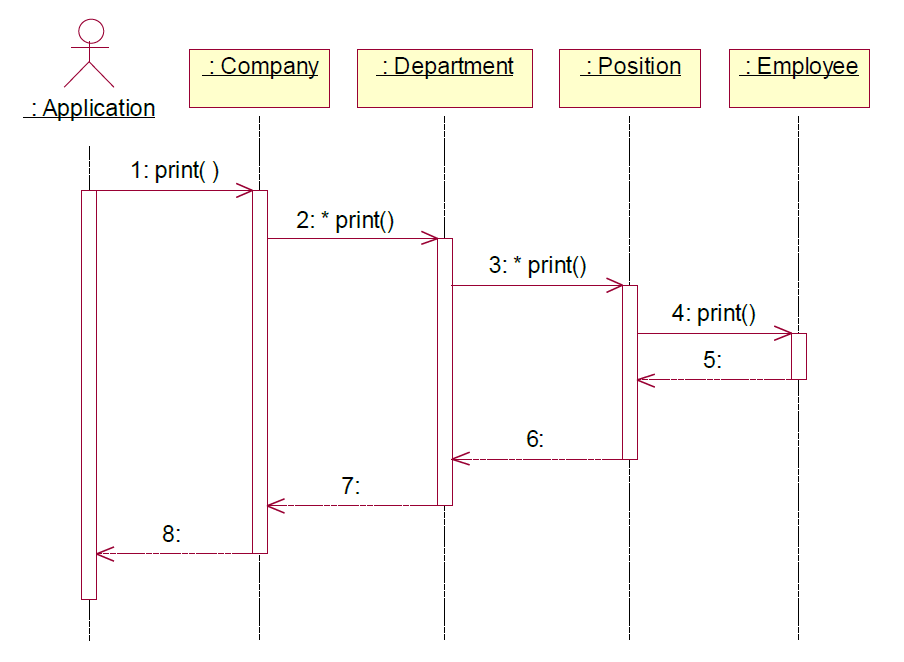 : Company
: Department
: Position
: Employee
: Application
1: print( )
2: * print()
3: * print()
4: print()
5:
6:
7:
8: